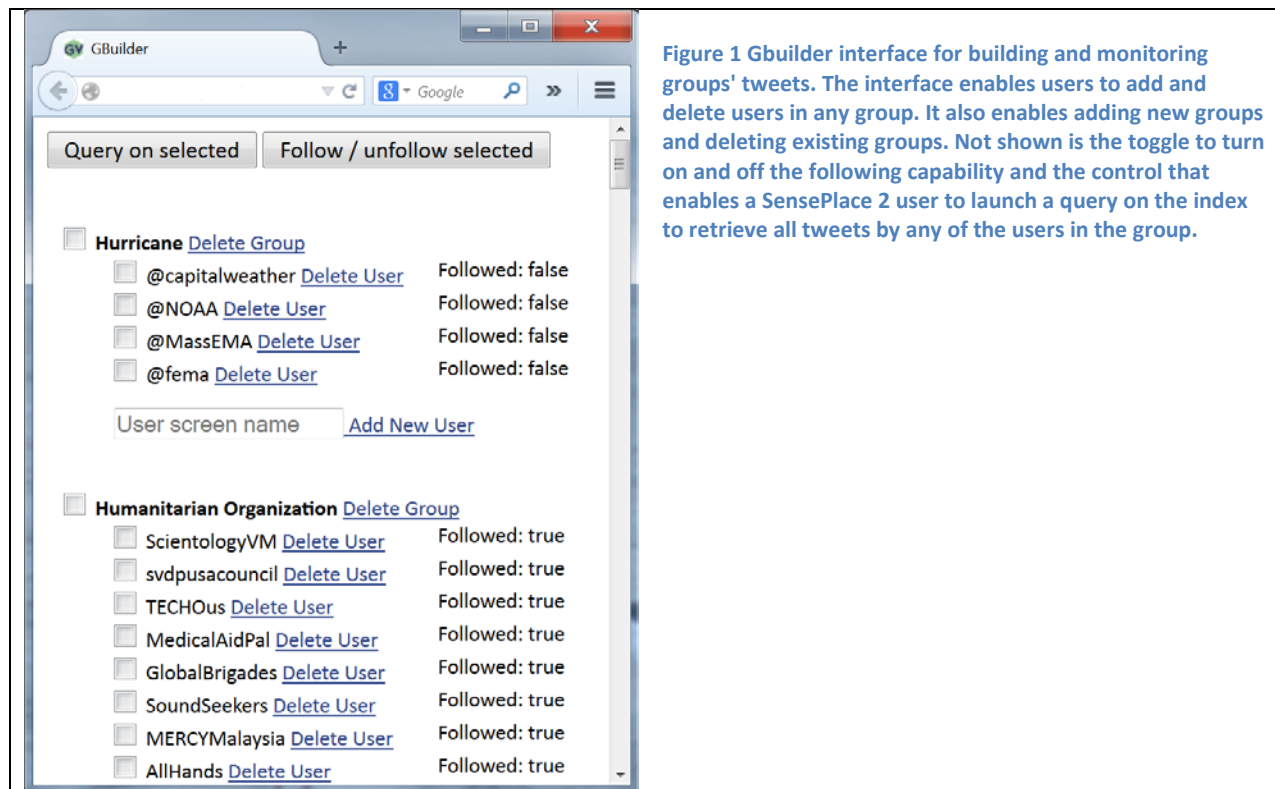 GV GBuilder
Google
Query on selected Follow / unfollow selected
Hurricane Delete Group
@capitalweather Delete User Followed: false
@NOAA Delete User Followed: false
@MassEMA Delete User Followed: false
@fema Delete User Followed: false
User screen name Add New User
Humanitarian Organization Delete Group
ScientologyVM Delete User Followed: true
svdpusacouncil Delete User Followed: true
TECHOus Delete User Followed: true
MedicalAidPal Delete User Followed: true
GlobalBrigades Delete User Followed: true
SoundSeekers Delete User Followed: true
MERCYMalaysia Delete User Followed: true
AllHands Delete User Followed: true
Figure 1 Gbuilder interface for building and monitoring
groups' tweets. The interface enables users to add and
delete users in any group. It also enables adding new groups
and deleting existing groups. Not shown is the toggle to turn
on and off the following capability and the control that
enables a SensePlace 2 user to launch a query on the index
to retrieve all tweets by any of the users in the group.